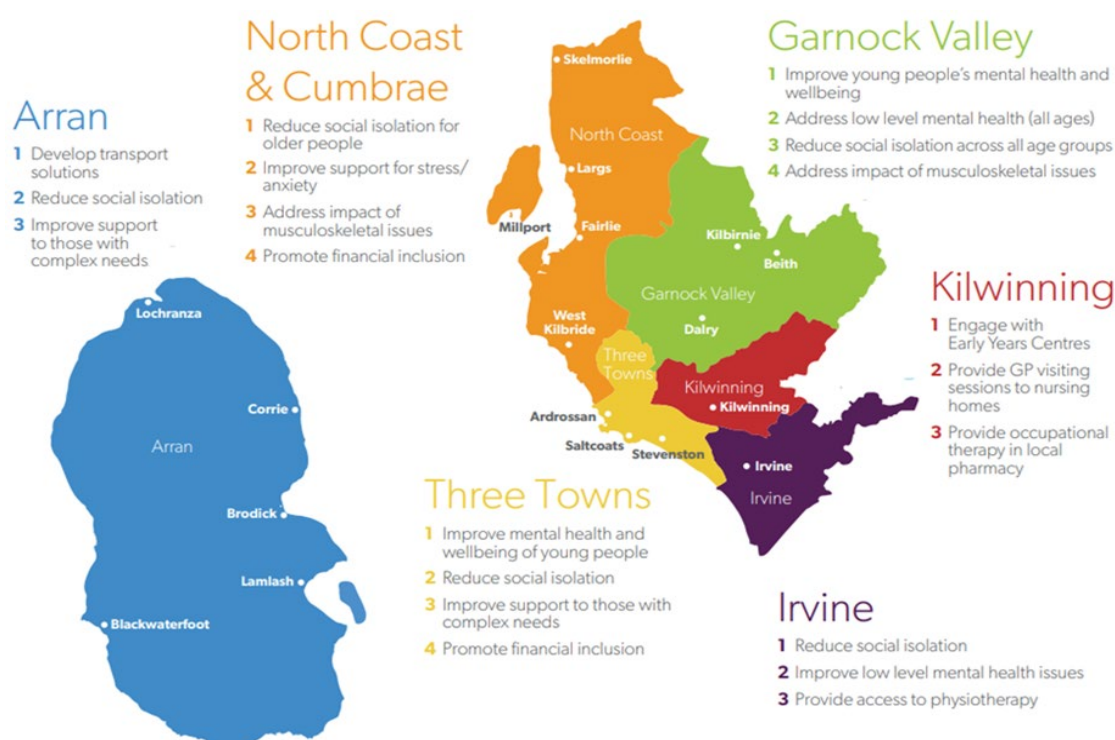 North Coast
& Cumbrae
1 Reduce social isolation for
older people
2 Improve support for stress/
anxiety
3 Address impact of
musculoskeletal issues
4 Promote financial inclusion
Garnock Valley
1 Improve young people's mental health and
wellbeing
2 Address low level mental health (all ages)
3 Reduce social isolation across all age groups
4 Address impact of musculoskeletal issues
Arran
1 Develop transport
solutions
2 Reduce social isolation
3 Improve support
to those with
complex needs
Skelmorlie
North Coast
Largs
Millport
Fairlie
Kilbirnie
Beith
Garnock Valley
Dalry
West
Kilbride
Three
Towns
Kilwinning
Kilwinning
Ardrossan
Saltcoats
Stevenston
Irvine
Irvine
Kilwinning
1 Engage with
Early Years Centres
2 Provide GP visiting
sessions to nursing
homes
3 Provide occupational
therapy in local
pharmacy
Lochranza
Corrie
Arran
Brodick
Lamlash
Blackwaterfoot
Three Towns
1 Improve mental health and
wellbeing of young people
2 Reduce social isolation
3 Improve support to those with
complex needs
4 Promote financial inclusion
Irvine
1 Reduce social isolation
2 Improve low level mental health issues
3 Provide access to physiotherapy